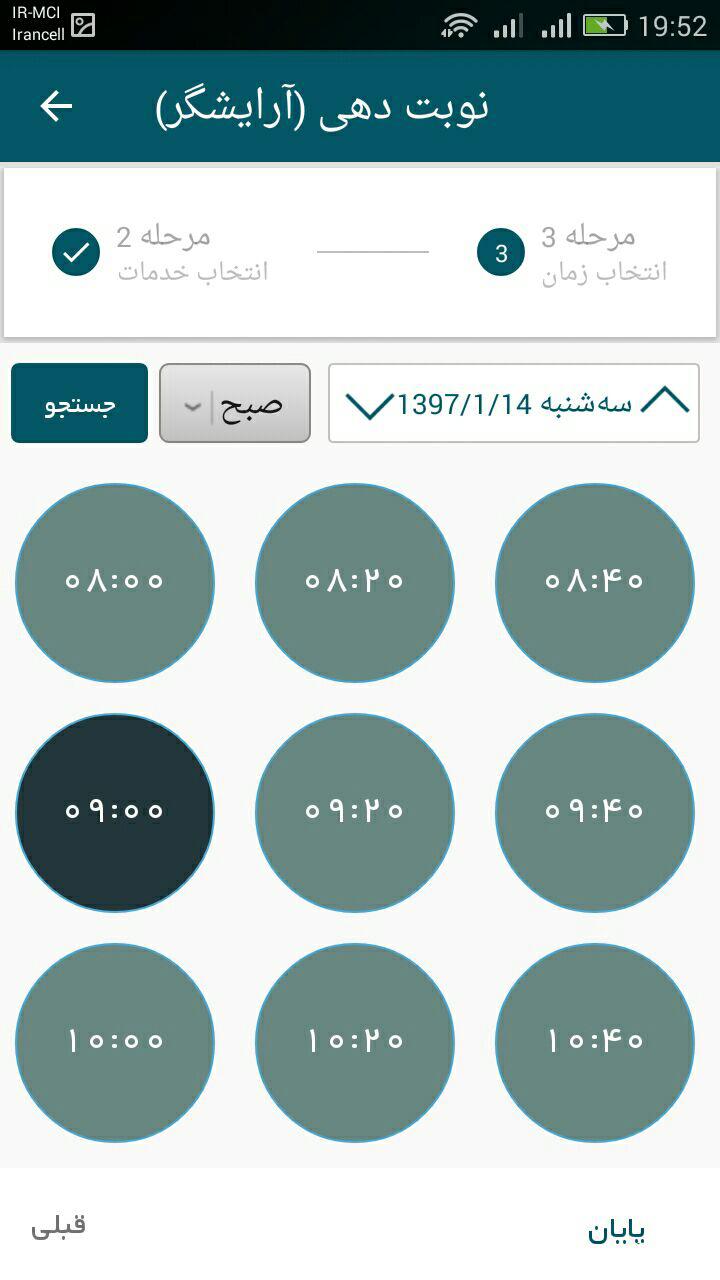 IR-MCI
Irancell
19:52
نوبت دهی (آرایشگر)
مرحله 2
انتخاب خدمات
3
مرحله 3
انتخاب زمان
جستجو
صبح
سه‌شنبه 1397/1/14
۰۸:۰۰
۰۸:۲۰
۰۸:۴۰
۰۹:۰۰
۰۹:۲۰
۰۹:۴۰
۱۰:۰۰
۱۰:۲۰
۱۰:۴۰
قبلی
پایان